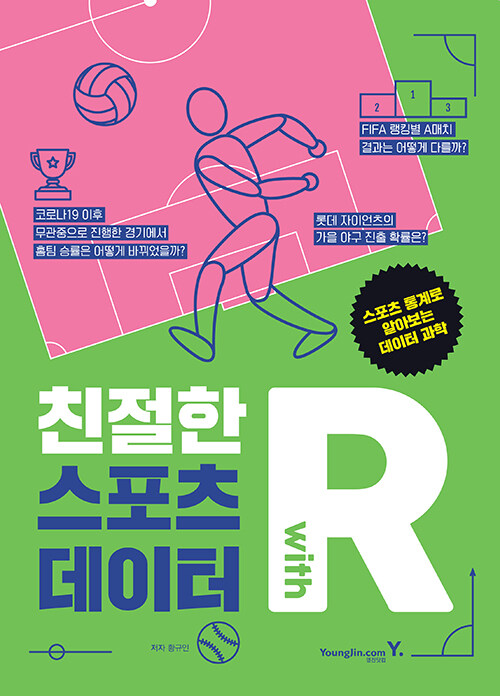 1
2
3
FIFA 랭킹별 A매치
결과는 어떻게 다를까?
코로나19 이후
무관중으로 진행한 경기에서
홈팀 승률은 어떻게 바뀌었을까?
롯데 자이언츠의
가을 야구 진출 확률은?
스포츠 통계로
알아보는
데이터 과학
친절한
스포츠
데이터
with
R
저자 황규인
YoungJin.com Y.
영진닷컴